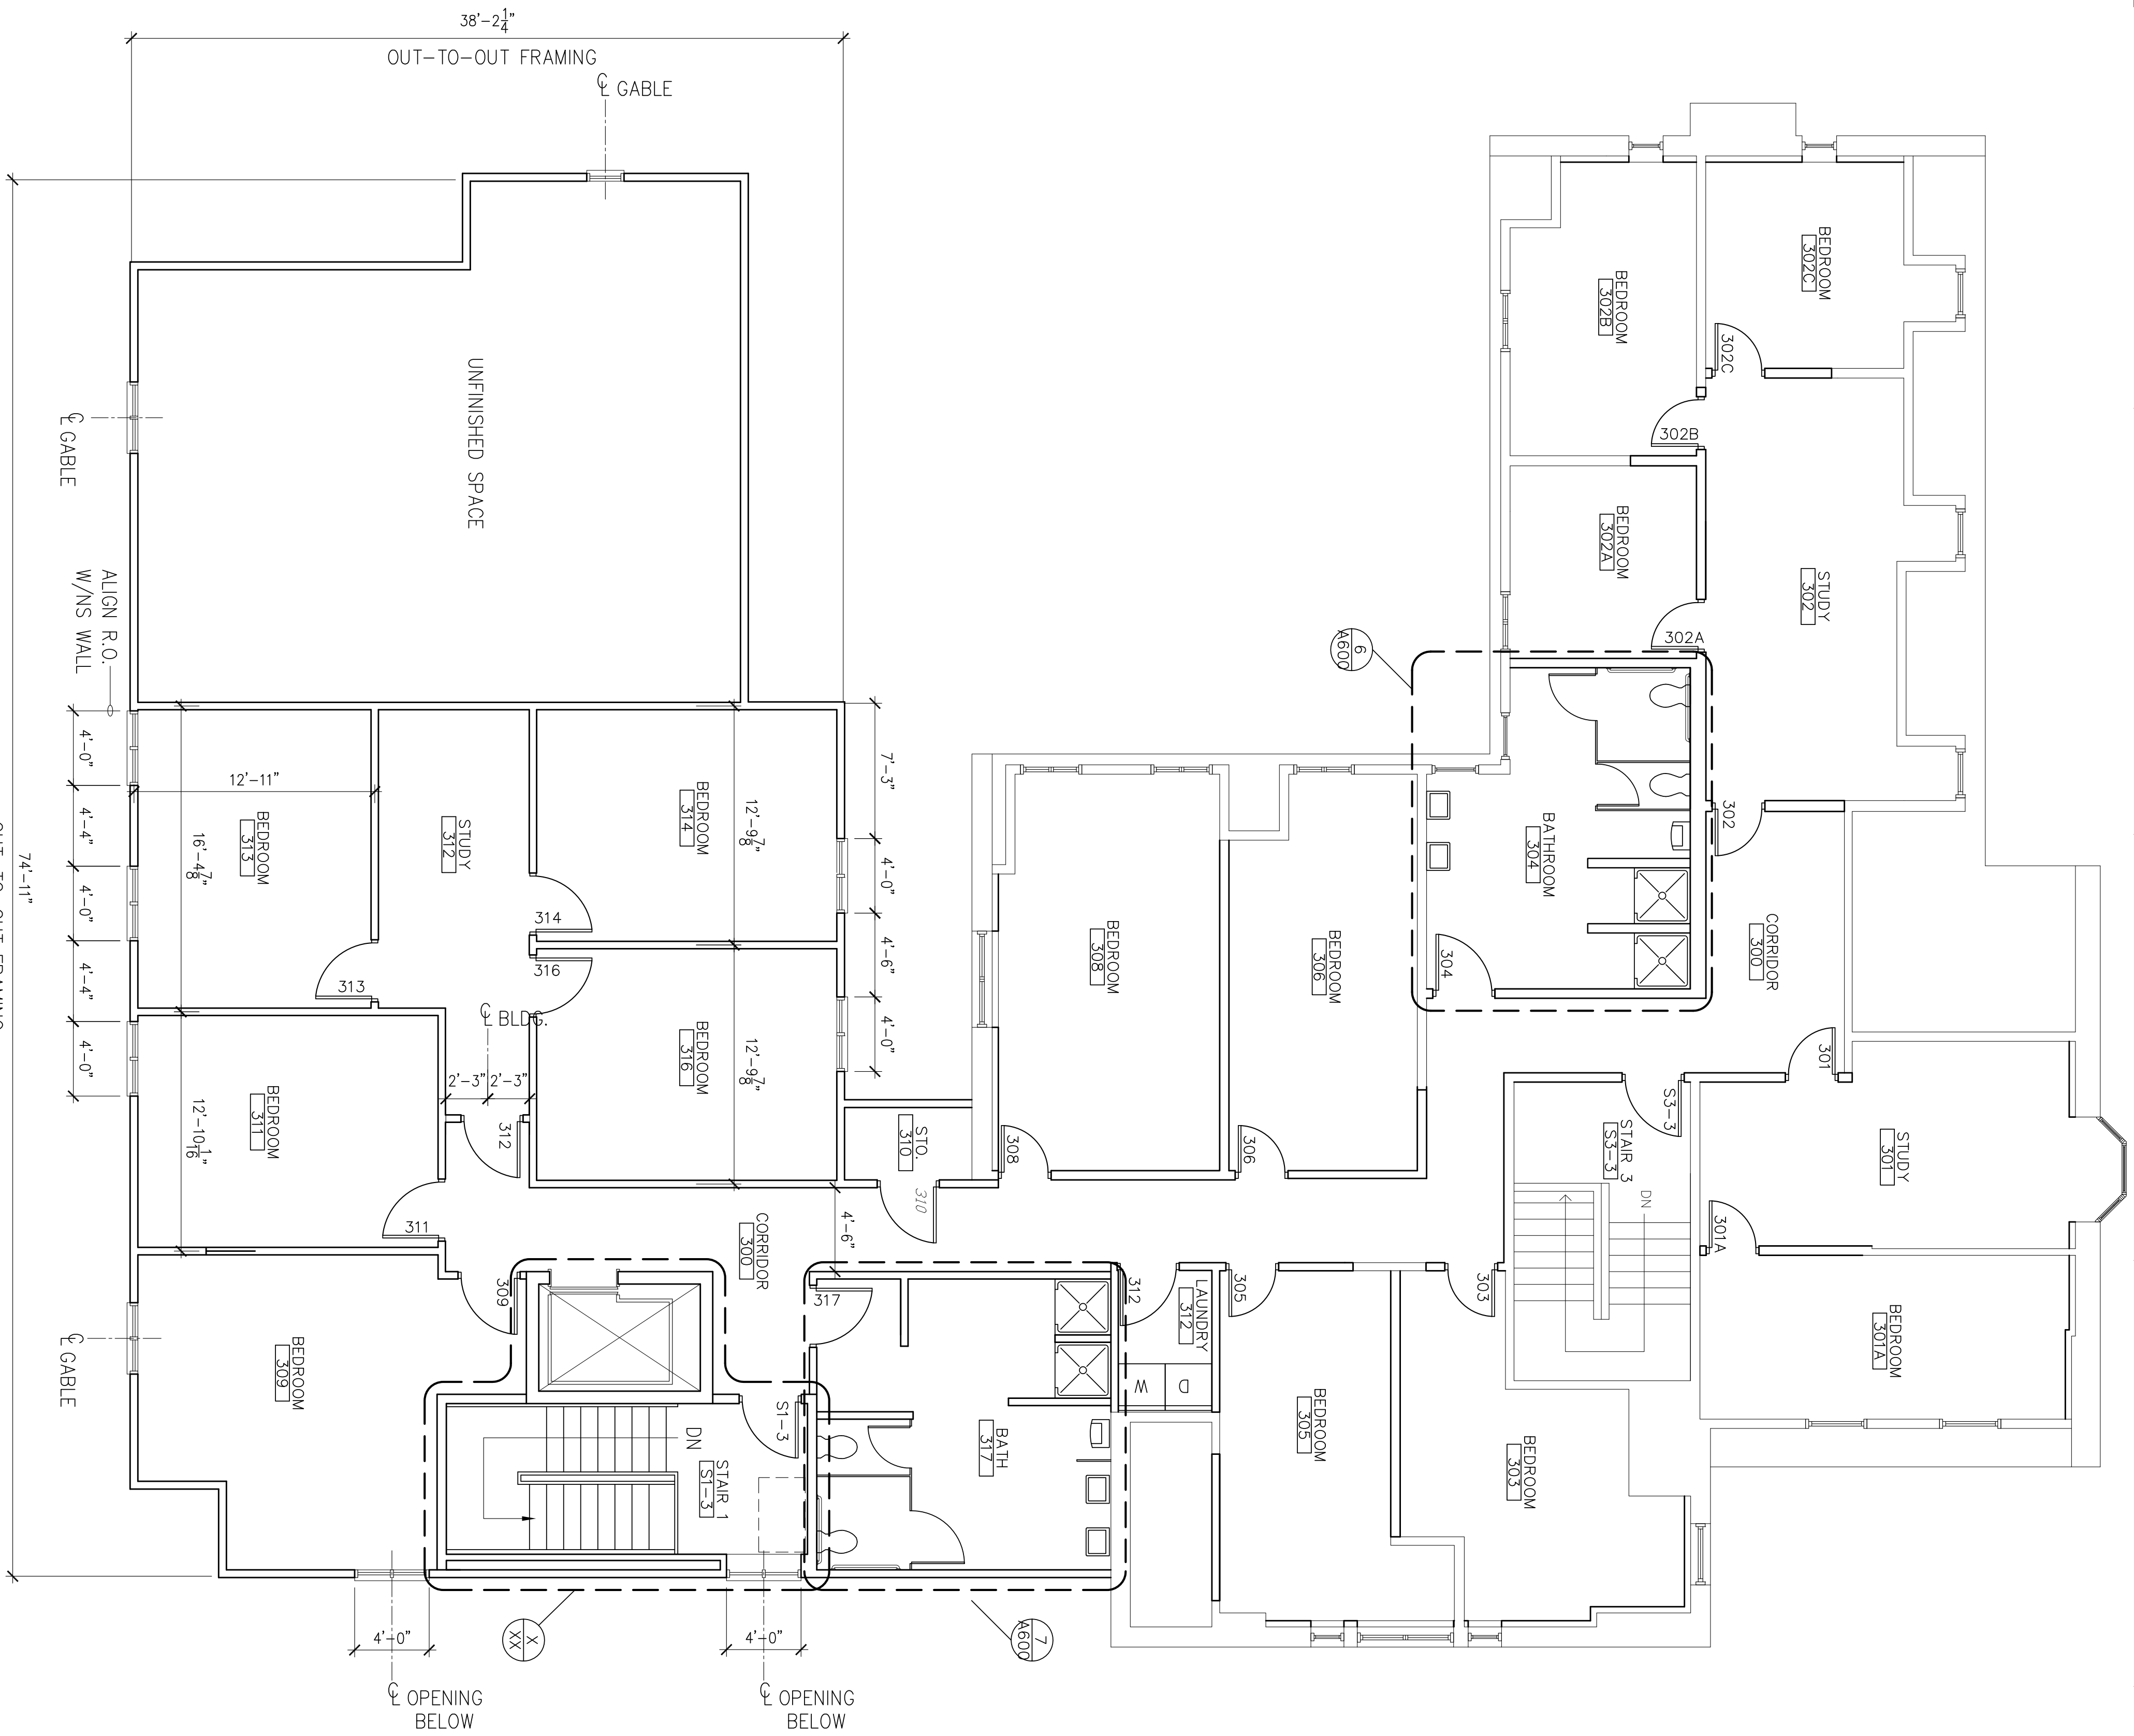 38'-2 1/4"
OUT-TO-OUT FRAMING
℄ GABLE
BEDROOM
302C
302C
BEDROOM
302B
302B
BEDROOM
302A
302A
STUDY
302
302
6
A600
BATHROOM
304
304
CORRIDOR
300
301
STUDY
301
301A
BEDROOM
301A
S3-3
STAIR 3
S3-3
DN
UNFINISHED SPACE
℄ GABLE
ALIGN R.O.
W/NS WALL
4'-0"
4'-4"
4'-0"
4'-4"
4'-0"
74'-11"
12'-11"
BEDROOM
313
16'-4 7/8"
313
STUDY
312
BEDROOM
314
12'-9 7/8"
314
7'-3"
4'-0"
4'-6"
4'-0"
316
BEDROOM
316
12'-9 7/8"
℄ BLDG.
2'-3"
2'-3"
312
BEDROOM
311
12'-10 1/16"
311
BEDROOM
308
308
BEDROOM
306
306
STO.
310
310
4'-6"
CORRIDOR
300
309
BEDROOM
309
℄ GABLE
317
BATH
317
312
LAUNDRY
312
W
D
305
BEDROOM
305
303
BEDROOM
303
S1-3
DN
STAIR 1
S1-3
4'-0"
X
XX
4'-0"
7
A600
℄ OPENING
BELOW
℄ OPENING
BELOW